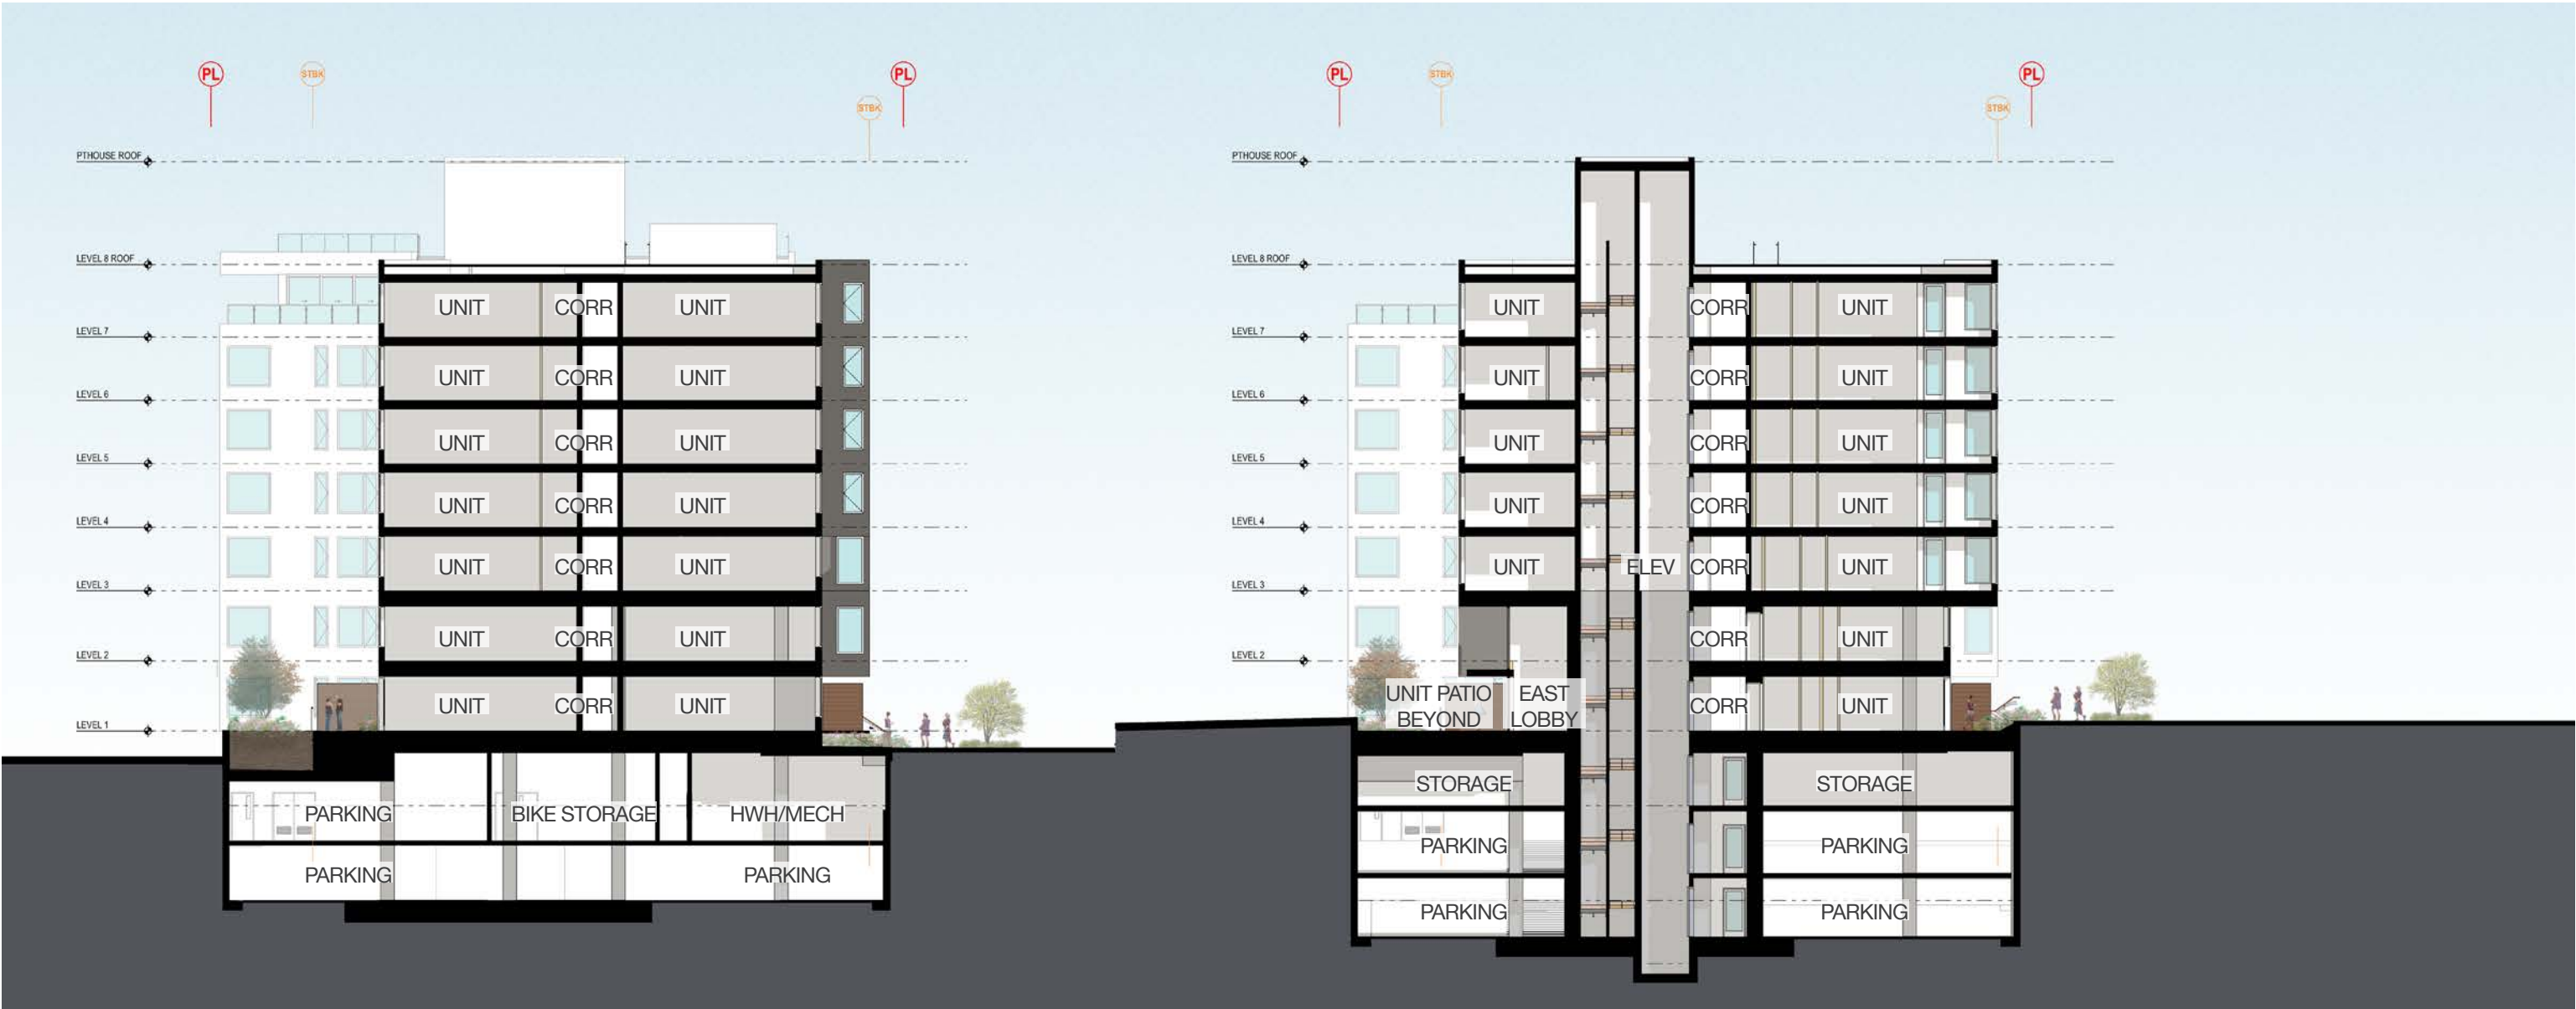 PL STBK PL
STBK
PTHOUSE ROOF
LEVEL 8 ROOF
UNIT CORR UNIT
LEVEL 7
UNIT CORR UNIT
LEVEL 6
UNIT CORR UNIT
LEVEL 5
UNIT CORR UNIT
LEVEL 4
UNIT CORR UNIT
LEVEL 3
UNIT CORR UNIT
LEVEL 2
UNIT CORR UNIT
LEVEL 1
PARKING BIKE STORAGE HWH/MECH
PARKING PARKING
PL STBK PL
STBK
PTHOUSE ROOF
LEVEL 8 ROOF
UNIT CORR UNIT
LEVEL 7
UNIT CORR UNIT
LEVEL 6
UNIT CORR UNIT
LEVEL 5
UNIT CORR UNIT
LEVEL 4
UNIT ELEV CORR UNIT
LEVEL 3
CORR UNIT
LEVEL 2
UNIT PATIO EAST
BEYOND LOBBY
CORR UNIT
STORAGE STORAGE
PARKING PARKING
PARKING PARKING